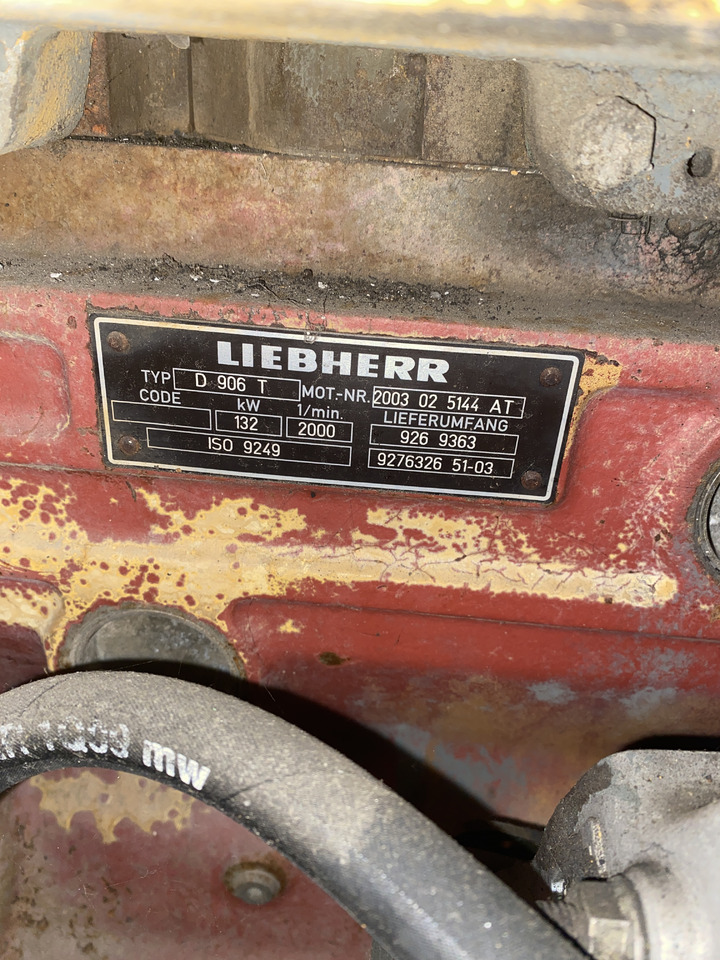 LIEBHERR
TYP D 906 T MOT.-NR. 2003 02 5144 AT
CODE kW 1/min. LIEFERUMFANG
132 2000 926 9363
ISO 9249 9276326 51-03
mw